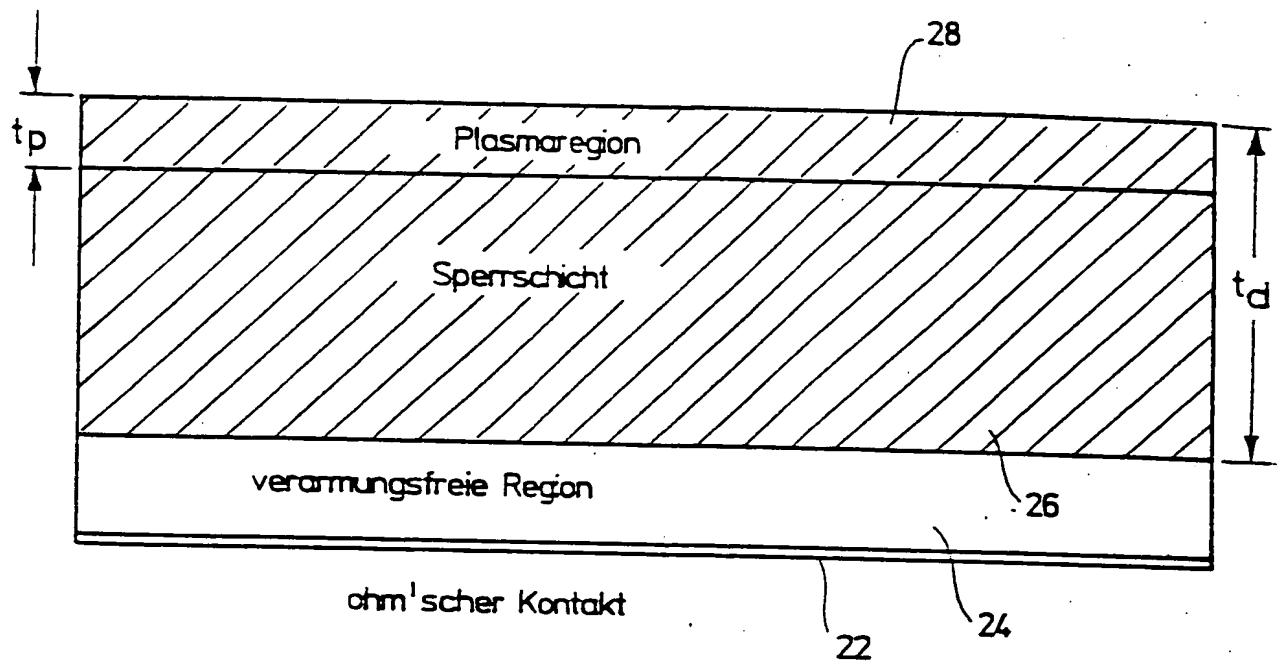 28
tp
Plasmaregion
Sperrschicht
td
verarmungsfreie Region
26
ohm'scher Kontakt
24
22